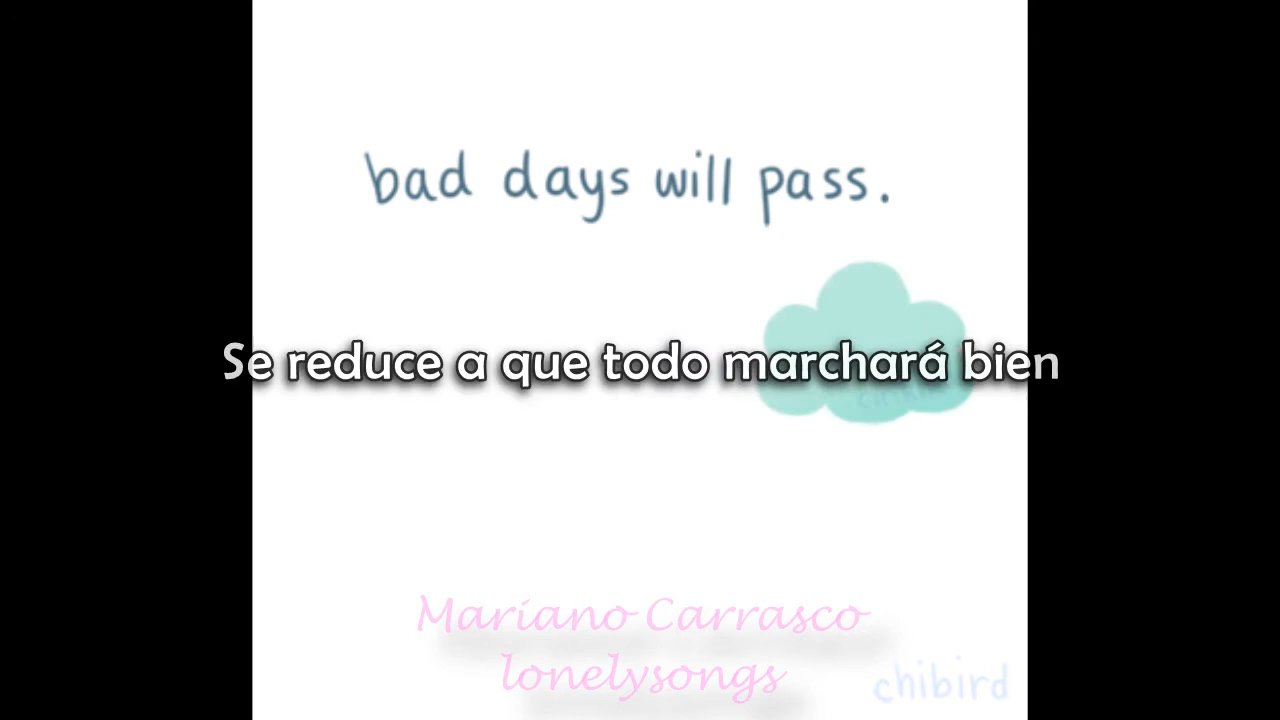 bad days will pass.
Se reduce a que todo marchará bien
Mariano Carrasco
lonelysongs
chibird